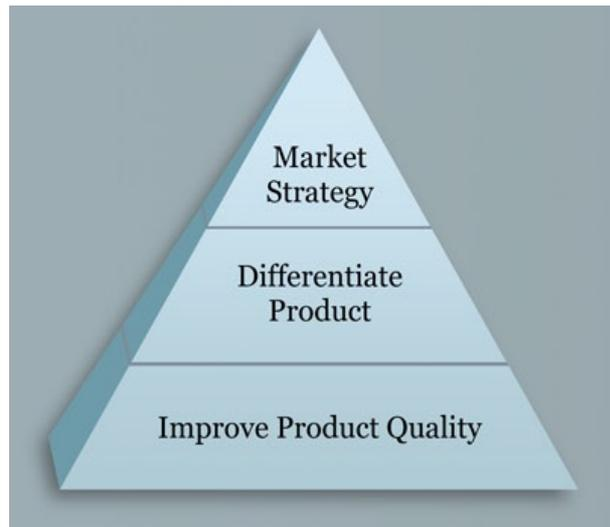 Market
Strategy
Differentiate
Product
Improve Product Quality